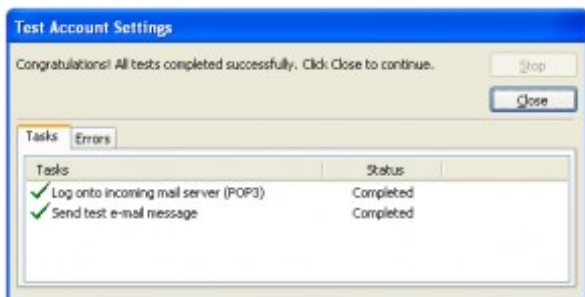 Test Account Settings
Congratulations! All tests completed successfully. Click Close to continue.
Stop
Close
Tasks Errors
Tasks Status
Log onto incoming mail server (POP3) Completed
Send test e-mail message Completed